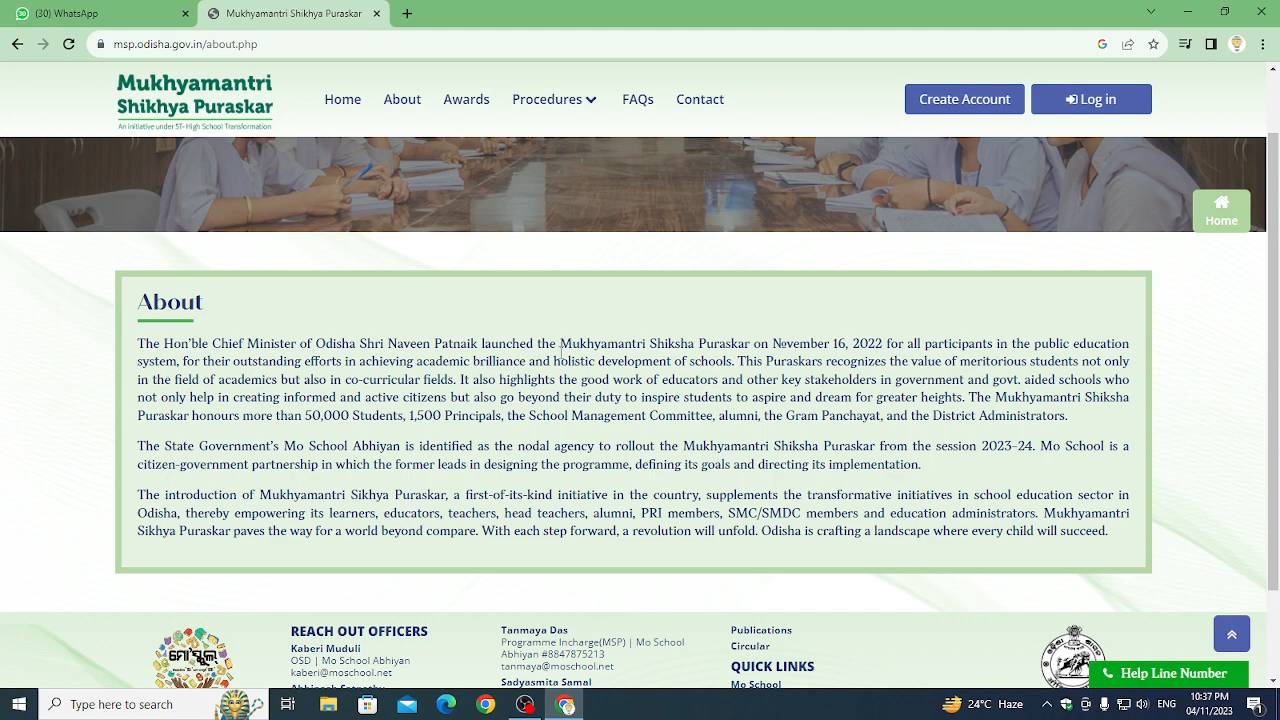 (30) WhatsApp
Mukhyamantri Shikhya Puraskar
msp.odisha.gov.in/about.php
Mukhyamantri
Shikhya Puraskar
An initiative under 5T- High School Transformation
Home
About
Awards
Procedures
FAQs
Contact
Create Account
Log in
Home
About
The Hon'ble Chief Minister of Odisha Shri Naveen Patnaik launched the Mukhyamantri Shiksha Puraskar on November 16, 2022 for all participants in the public education
system, for their outstanding efforts in achieving academic brilliance and holistic development of schools. This Puraskars recognizes the value of meritorious students not only
in the field of academics but also in co-curricular fields. It also highlights the good work of educators and other key stakeholders in government and govt. aided schools who
not only help in creating informed and active citizens but also go beyond their duty to inspire students to aspire and dream for greater heights. The Mukhyamantri Shiksha
Puraskar honours more than 50,000 Students, 1,500 Principals, the School Management Committee, alumni, the Gram Panchayat, and the District Administrators.
The State Government's Mo School Abhiyan is identified as the nodal agency to rollout the Mukhyamantri Shiksha Puraskar from the session 2023-24. Mo School is a
citizen-government partnership in which the former leads in designing the programme, defining its goals and directing its implementation.
The introduction of Mukhyamantri Sikhya Puraskar, a first-of-its-kind initiative in the country, supplements the transformative initiatives in school education sector in
Odisha, thereby empowering its learners, educators, teachers, head teachers, alumni, PRI members, SMC/SMDC members and education administrators. Mukhyamantri
Sikhya Puraskar paves the way for a world beyond compare. With each step forward, a revolution will unfold. Odisha is crafting a landscape where every child will succeed.
ମୋ ସ୍କୁଲ
REACH OUT OFFICERS
Kaberi Muduli
OSD | Mo School Abhiyan
kaberi@moschool.net
Tanmaya Das
Programme Incharge(MSP) | Mo School
Abhiyan #8847875213
tanmaya@moschool.net
Sadyasmita Samal
Publications
Circular
QUICK LINKS
Mo School
Help Line Number
Type here to search
24°C Haze
ENG
10:37 PM
04/11/2023